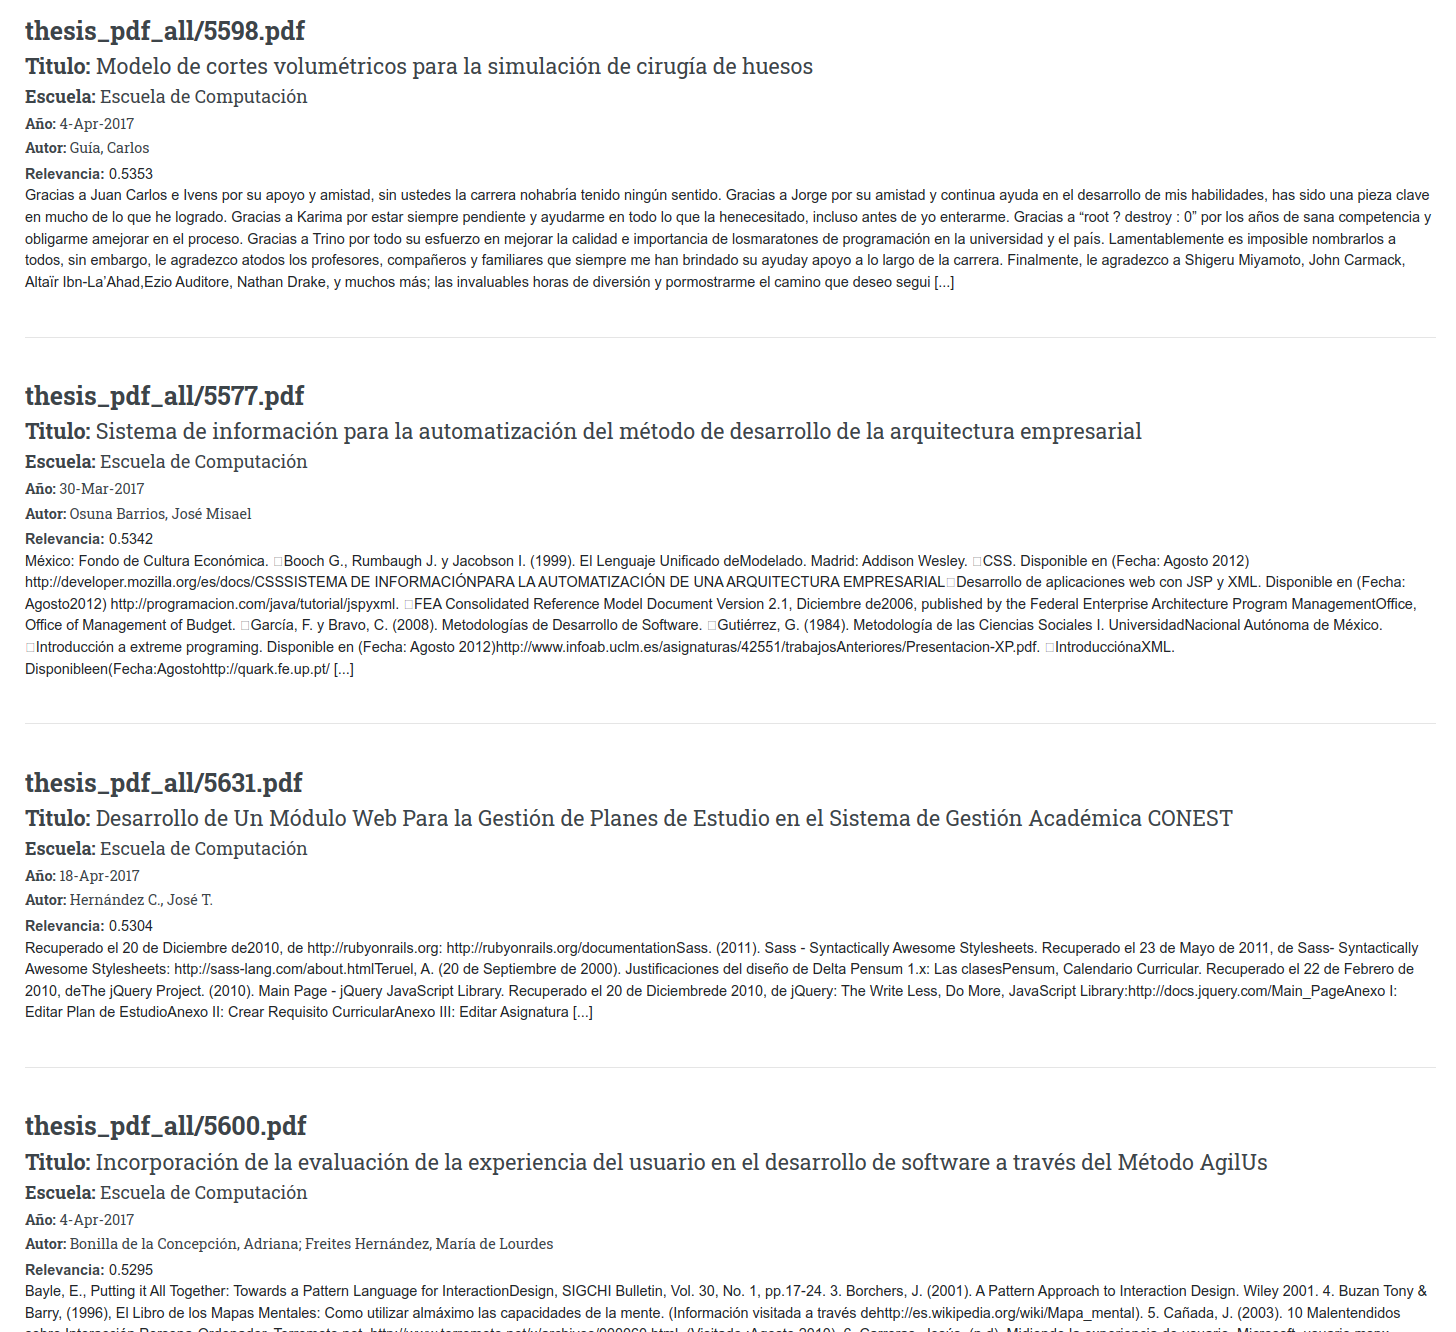 thesis_pdf_all/5598.pdf
Titulo: Modelo de cortes volumétricos para la simulación de cirugía de huesos
Escuela: Escuela de Computación
Año: 4-Apr-2017
Autor: Guía, Carlos
Relevancia: 0.5353
Gracias a Juan Carlos e Ivens por su apoyo y amistad, sin ustedes la carrera nohabría tenido ningún sentido. Gracias a Jorge por su amistad y continua ayuda en el desarrollo de mis habilidades, has sido una pieza clave
en mucho de lo que he logrado. Gracias a Karima por estar siempre pendiente y ayudarme en todo lo que la henecesitado, incluso antes de yo enterarme. Gracias a “root ? destroy : 0” por los años de sana competencia y
obligarme amejorar en el proceso. Gracias a Trino por todo su esfuerzo en mejorar la calidad e importancia de losmaratones de programación en la universidad y el país. Lamentablemente es imposible nombrarlos a
todos, sin embargo, le agradezco atodos los profesores, compañeros y familiares que siempre me han brindado su ayuday apoyo a lo largo de la carrera. Finalmente, le agradezco a Shigeru Miyamoto, John Carmack,
Altaïr Ibn-La’Ahad,Ezio Auditore, Nathan Drake, y muchos más; las invaluables horas de diversión y pormostrarme el camino que deseo segui [...]
thesis_pdf_all/5577.pdf
Titulo: Sistema de información para la automatización del método de desarrollo de la arquitectura empresarial
Escuela: Escuela de Computación
Año: 30-Mar-2017
Autor: Osuna Barrios, José Misael
Relevancia: 0.5342
México: Fondo de Cultura Económica. Booch G., Rumbaugh J. y Jacobson I. (1999). El Lenguaje Unificado deModelado. Madrid: Addison Wesley. CSS. Disponible en (Fecha: Agosto 2012)
http://developer.mozilla.org/es/docs/CSSSISTEMA DE INFORMACIÓNPARA LA AUTOMATIZACIÓN DE UNA ARQUITECTURA EMPRESARIALDesarrollo de aplicaciones web con JSP y XML. Disponible en (Fecha:
Agosto2012) http://programacion.com/java/tutorial/jspyxml. FEA Consolidated Reference Model Document Version 2.1, Diciembre de2006, published by the Federal Enterprise Architecture Program ManagementOffice,
Office of Management of Budget. García, F. y Bravo, C. (2008). Metodologías de Desarrollo de Software. Gutiérrez, G. (1984). Metodología de las Ciencias Sociales I. UniversidadNacional Autónoma de México.
Introducción a extreme programing. Disponible en (Fecha: Agosto 2012)http://www.infoab.uclm.es/asignaturas/42551/trabajosAnteriores/Presentacion-XP.pdf. IntroducciónaXML.
Disponibleen(Fecha:Agostohttp://quark.fe.up.pt/ [...]
thesis_pdf_all/5631.pdf
Titulo: Desarrollo de Un Módulo Web Para la Gestión de Planes de Estudio en el Sistema de Gestión Académica CONEST
Escuela: Escuela de Computación
Año: 18-Apr-2017
Autor: Hernández C., José T.
Relevancia: 0.5304
Recuperado el 20 de Diciembre de2010, de http://rubyonrails.org: http://rubyonrails.org/documentationSass. (2011). Sass - Syntactically Awesome Stylesheets. Recuperado el 23 de Mayo de 2011, de Sass- Syntactically
Awesome Stylesheets: http://sass-lang.com/about.htmlTeruel, A. (20 de Septiembre de 2000). Justificaciones del diseño de Delta Pensum 1.x: Las clasesPensum, Calendario Curricular. Recuperado el 22 de Febrero de
2010, deThe jQuery Project. (2010). Main Page - jQuery JavaScript Library. Recuperado el 20 de Diciembrede 2010, de jQuery: The Write Less, Do More, JavaScript Library:http://docs.jquery.com/Main_PageAnexo I:
Editar Plan de EstudioAnexo II: Crear Requisito CurricularAnexo III: Editar Asignatura [...]
thesis_pdf_all/5600.pdf
Titulo: Incorporación de la evaluación de la experiencia del usuario en el desarrollo de software a través del Método AgilUs
Escuela: Escuela de Computación
Año: 4-Apr-2017
Autor: Bonilla de la Concepción, Adriana; Freites Hernández, María de Lourdes
Relevancia: 0.5295
Bayle, E., Putting it All Together: Towards a Pattern Language for InteractionDesign, SIGCHI Bulletin, Vol. 30, No. 1, pp.17-24. 3. Borchers, J. (2001). A Pattern Approach to Interaction Design. Wiley 2001. 4. Buzan Tony &
Barry, (1996), El Libro de los Mapas Mentales: Como utilizar almáximo las capacidades de la mente. (Información visitada a través dehttp://es.wikipedia.org/wiki/Mapa_mental). 5. Cañada, J. (2003). 10 Malentendidos